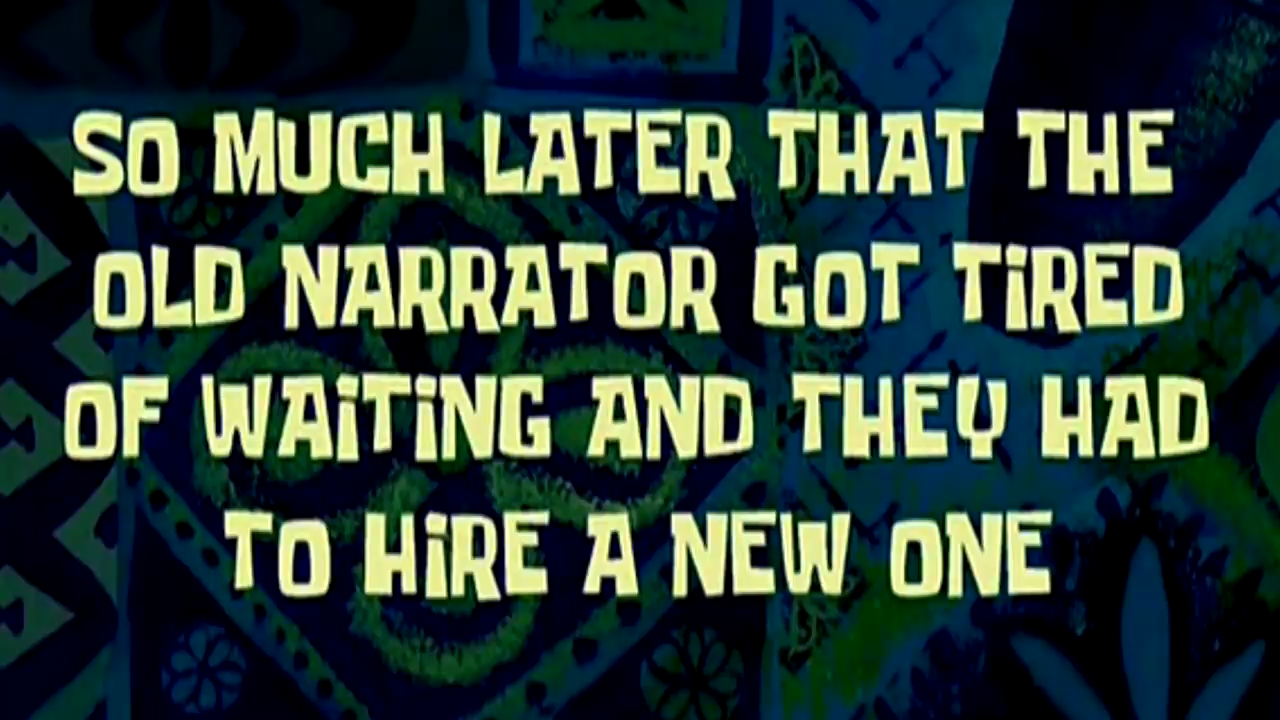 SO MUCH LATER THAT THE
OLD NARRATOR GOT TIRED
OF WAITING AND THEY HAD
TO HIRE A NEW ONE